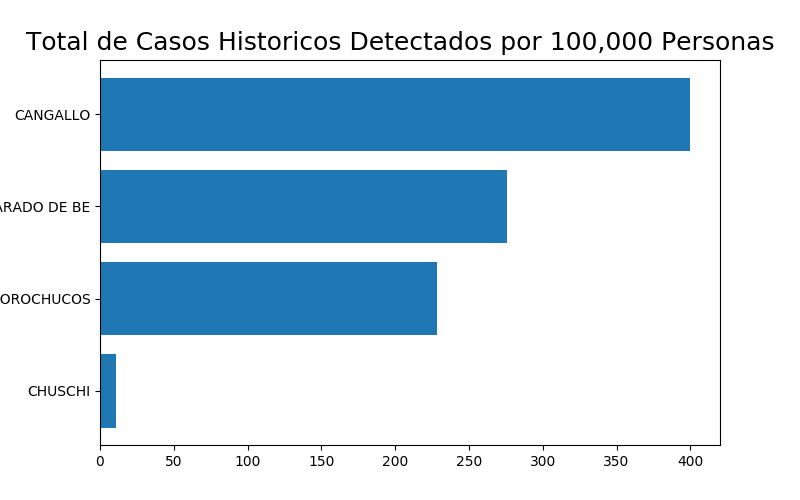 Total de Casos Historicos Detectados por 100,000 Personas
CANGALLO
ARADO DE BE
OROCHUCOS
CHUSCHI
0 50 100 150 200 250 300 350 400